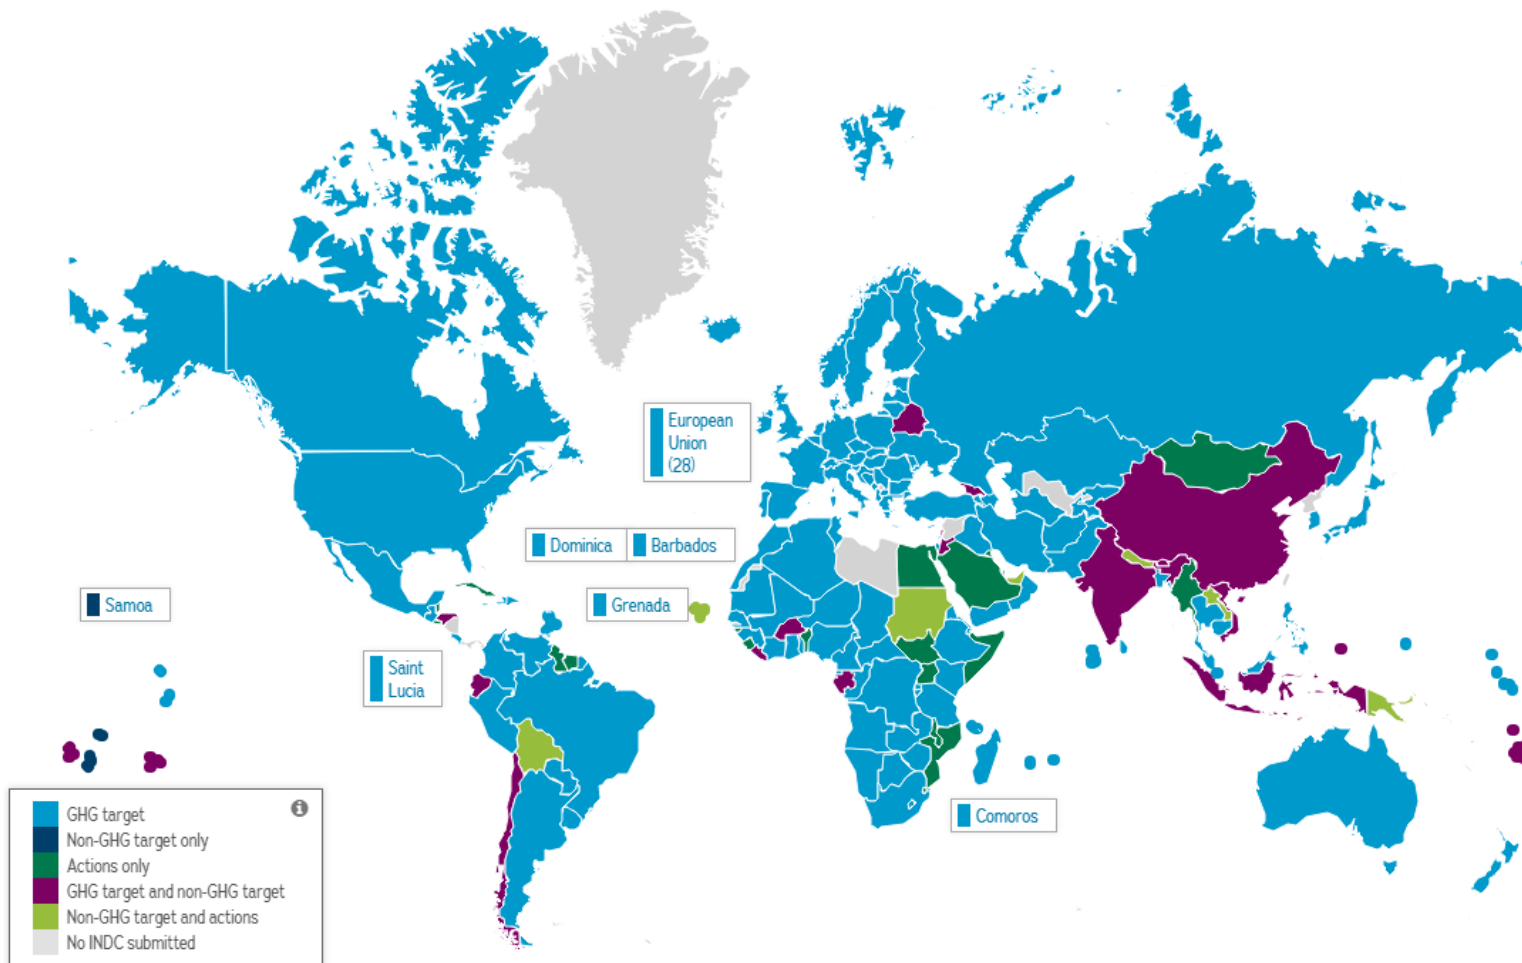 European
Union
(28)
Dominica
Barbados
Samoa
Grenada
Saint
Lucia
Comoros
GHG target
Non-GHG target only
Actions only
GHG target and non-GHG target
Non-GHG target and actions
No INDC submitted